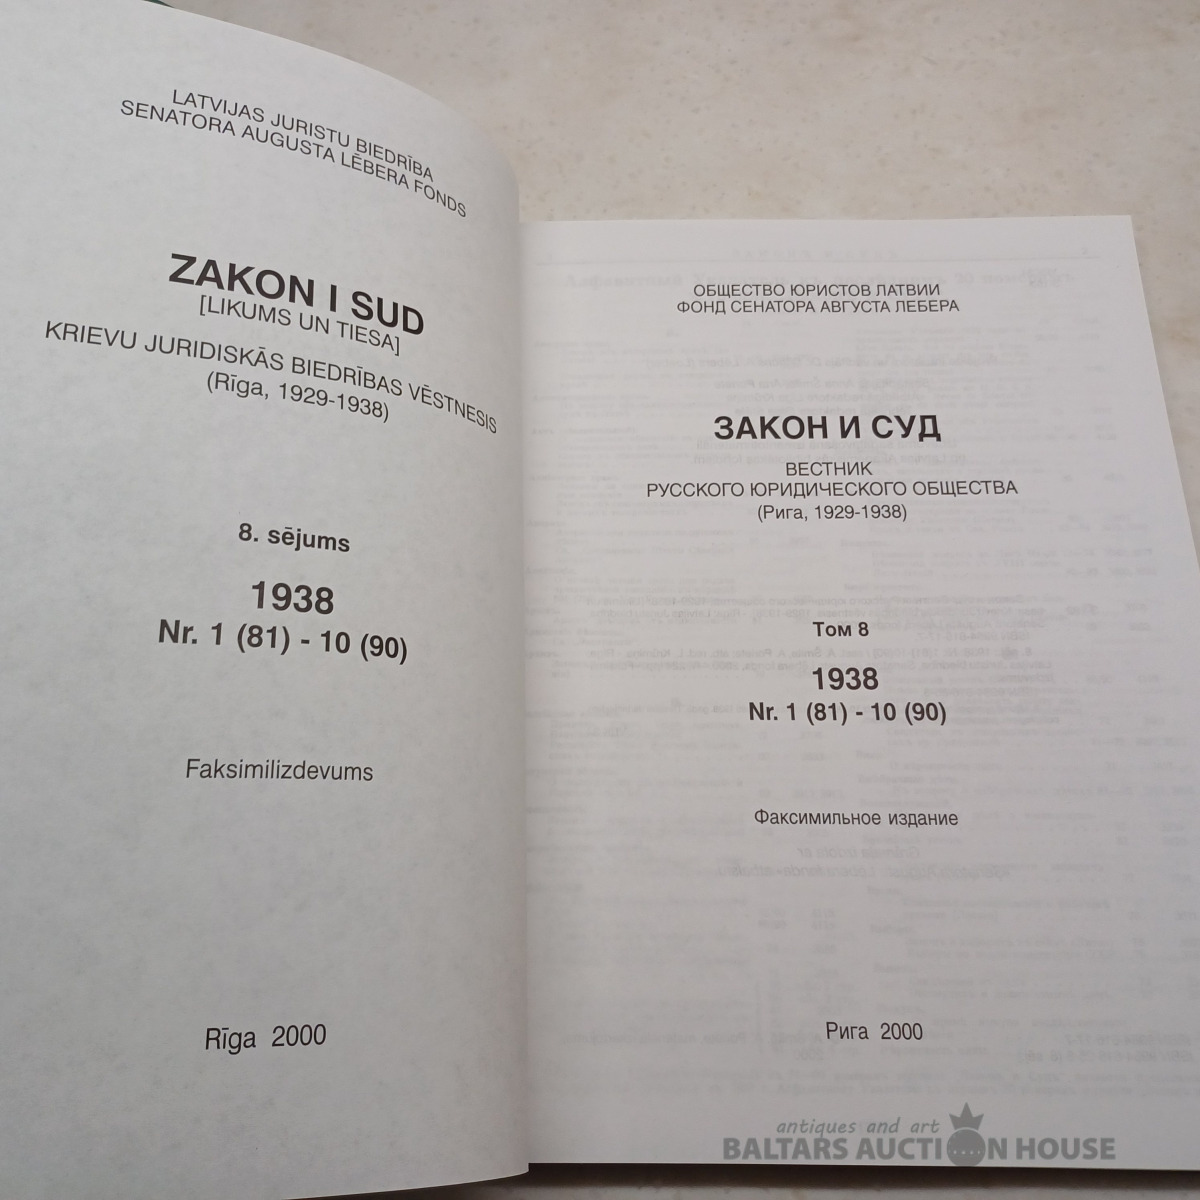 LATVIJAS JURISTU BIEDRĪBA
SENATORA AUGUSTA LĒBERA FONDS
ZAKON I SUD
[LIKUMS UN TIESA]
KRIEVU JURIDISKĀS BIEDRĪBAS VĒSTNESIS
(Rīga, 1929-1938)
8. sējums
1938
Nr. 1 (81) - 10 (90)
Faksimilizdevums
Rīga 2000
ОБЩЕСТВО ЮРИСТОВ ЛАТВИИ
ФОНД СЕНАТОРА АВГУСТА ЛЕБЕРА
ЗАКОН И СУД
ВЕСТНИК
РУССКОГО ЮРИДИЧЕСКОГО ОБЩЕСТВА
(Рига, 1929-1938)
Том 8
1938
Nr. 1 (81) - 10 (90)
Факсимильное издание
Рига 2000
antiques and art
BALTARS AUCTION HOUSE